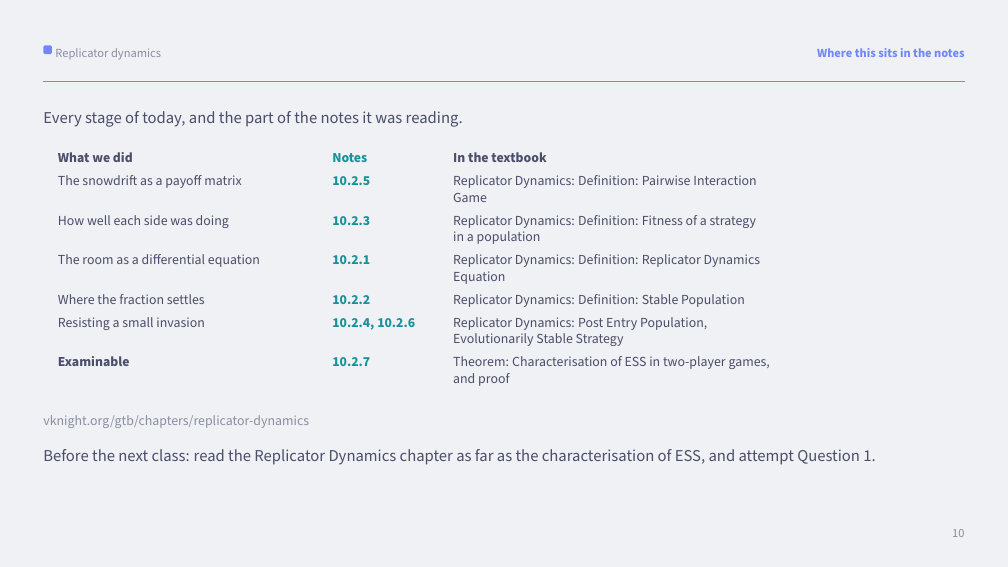 Replicator dynamics
Where this sits in the notes
Every stage of today, and the part of the notes it was reading.
What we did Notes In the textbook
The snowdrift as a payoff matrix 10.2.5 Replicator Dynamics: Definition: Pairwise Interaction
Game
How well each side was doing 10.2.3 Replicator Dynamics: Definition: Fitness of a strategy
in a population
The room as a differential equation 10.2.1 Replicator Dynamics: Definition: Replicator Dynamics
Equation
Where the fraction settles 10.2.2 Replicator Dynamics: Definition: Stable Population
Resisting a small invasion 10.2.4, 10.2.6 Replicator Dynamics: Post Entry Population,
Evolutionarily Stable Strategy
Examinable 10.2.7 Theorem: Characterisation of ESS in two-player games,
and proof
vknight.org/gtb/chapters/replicator-dynamics
Before the next class: read the Replicator Dynamics chapter as far as the characterisation of ESS, and attempt Question 1.
10